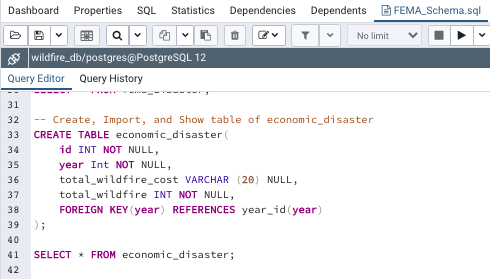 Dashboard Properties SQL Statistics Dependencies Dependents FEMA_Schema.sql
No limit
wildfire_db/postgres@PostgreSQL 12
Query Editor Query History
31
32 -- Create, Import, and Show table of economic_disaster
33 CREATE TABLE economic_disaster(
34 id INT NOT NULL,
35 year Int NOT NULL,
36 total_wildfire_cost VARCHAR (20) NULL,
37 total_wildfire INT NOT NULL,
38 FOREIGN KEY(year) REFERENCES year_id(year)
39 );
40
41 SELECT * FROM economic_disaster;
42